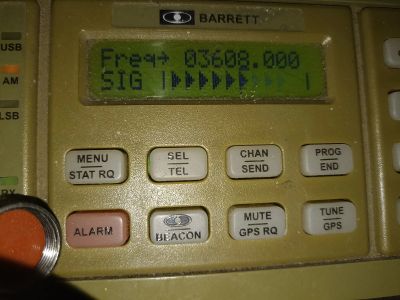 BARRETT
USB
AM
LSB
RX
Freq→ 03608.000
SIG
MENU
STAT RQ
SEL
TEL
CHAN
SEND
PROG
END
ALARM
BEACON
MUTE
GPS RQ
TUNE
GPS